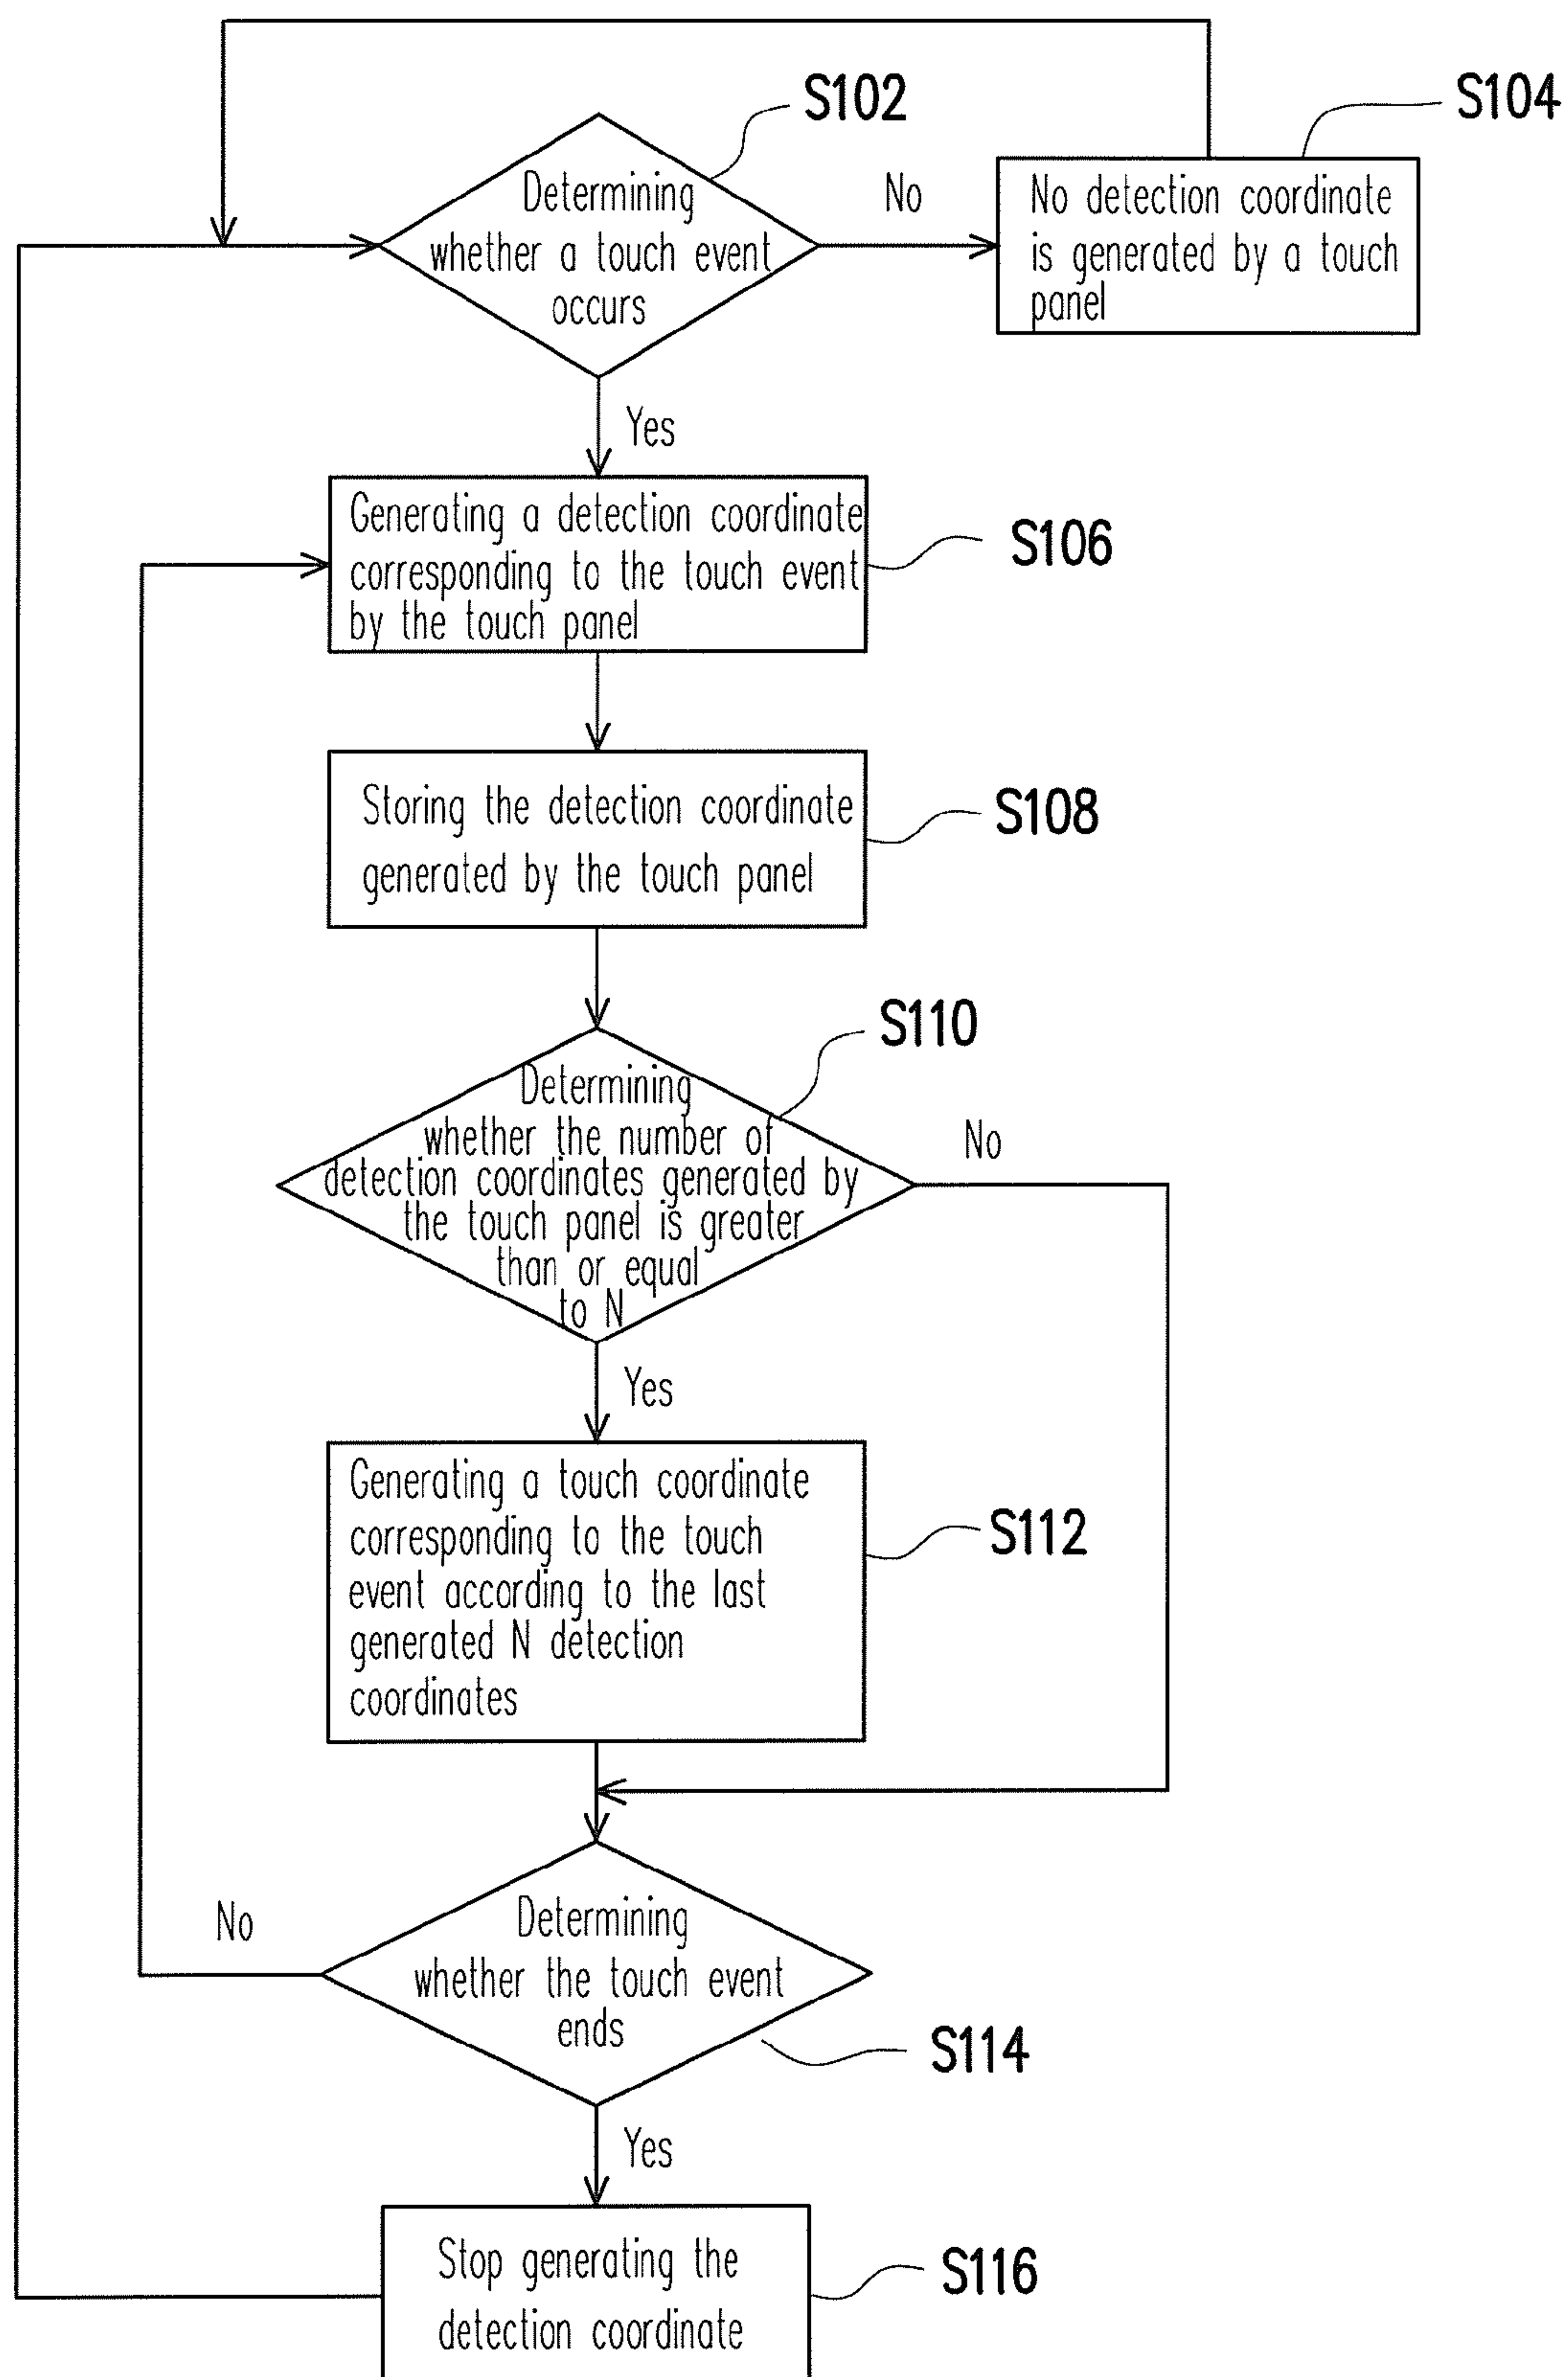 S102
S104
Determining
whether a touch event
occurs
No
No detection coordinate
is generated by a touch
panel
Yes
Generating a detection coordinate
corresponding to the touch event
by the touch panel
S106
Storing the detection coordinate
generated by the touch panel
S108
S110
Determining
whether the number of
detection coordinates generated by
the touch panel is greater
than or equal
to N
No
Yes
Generating a touch coordinate
corresponding to the touch
event according to the last
generated N detection
coordinates
S112
No
Determining
whether the touch event
ends
S114
Yes
Stop generating the
detection coordinate
S116